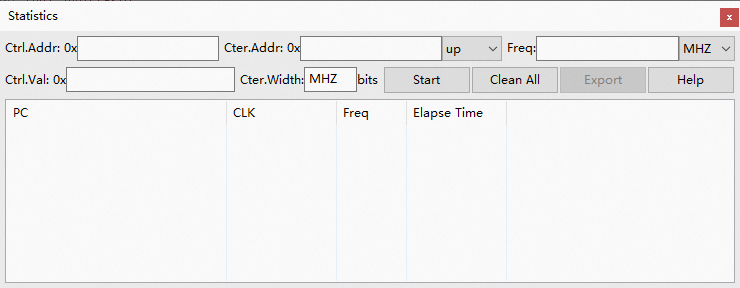 Statistics x
Ctrl.Addr: 0x Cter.Addr: 0x up Freq: MHZ
Ctrl.Val: 0x Cter.Width: MHZ bits Start Clean All Export Help
PC CLK Freq Elapse Time